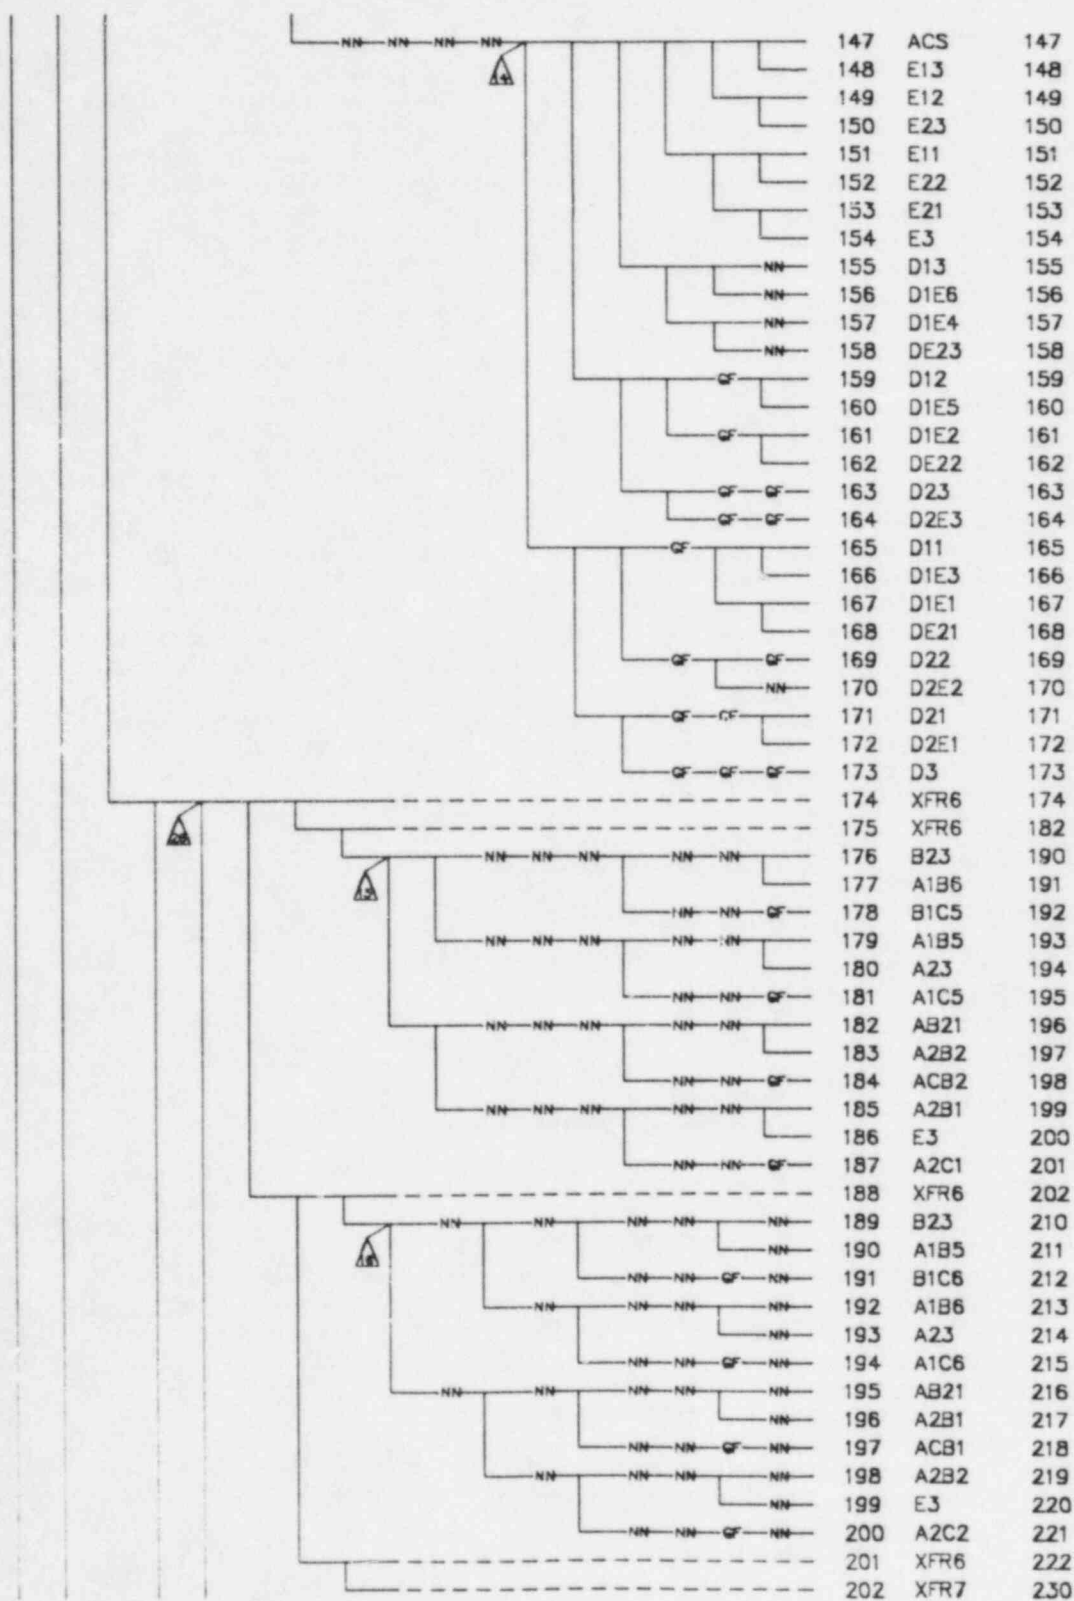 NN NN NN NN 147 ACS 147
148 E13 148
149 E12 149
150 E23 150
151 E11 151
152 E22 152
153 E21 153
154 E3 154
NN 155 D13 155
NN 156 D1E6 156
NN 157 D1E4 157
NN 158 DE23 158
GF 159 D12 159
160 D1E5 160
GF 161 D1E2 161
162 DE22 162
GF GF 163 D23 163
GF GF 164 D2E3 164
GF 165 D11 165
166 D1E3 166
167 D1E1 167
168 DE21 168
GF GF 169 D22 169
NN 170 D2E2 170
GF GF 171 D21 171
172 D2E1 172
GF GF GF 173 D3 173
174 XFR6 174
175 XFR6 182
NN NN NN NN NN 176 B23 190
177 A1B6 191
NN NN GF 178 B1C5 192
NN NN NN NN NN 179 A1B5 193
180 A23 194
NN NN GF 181 A1C5 195
NN NN NN NN NN 182 AB21 196
183 A2B2 197
NN NN GF 184 ACB2 198
NN NN NN NN NN 185 A2B1 199
186 E3 200
NN NN GF 187 A2C1 201
188 XFR6 202
NN NN NN NN NN 189 B23 210
NN 190 A1B5 211
NN NN GF NN 191 B1C6 212
NN NN NN NN 192 A1B6 213
NN 193 A23 214
NN NN GF NN 194 A1C6 215
NN NN NN NN NN 195 AB21 216
NN 196 A2B1 217
NN NN GF NN 197 ACB1 218
NN NN NN NN 198 A2B2 219
NN 199 E3 220
NN NN GF NN 200 A2C2 221
201 XFR6 222
202 XFR7 230